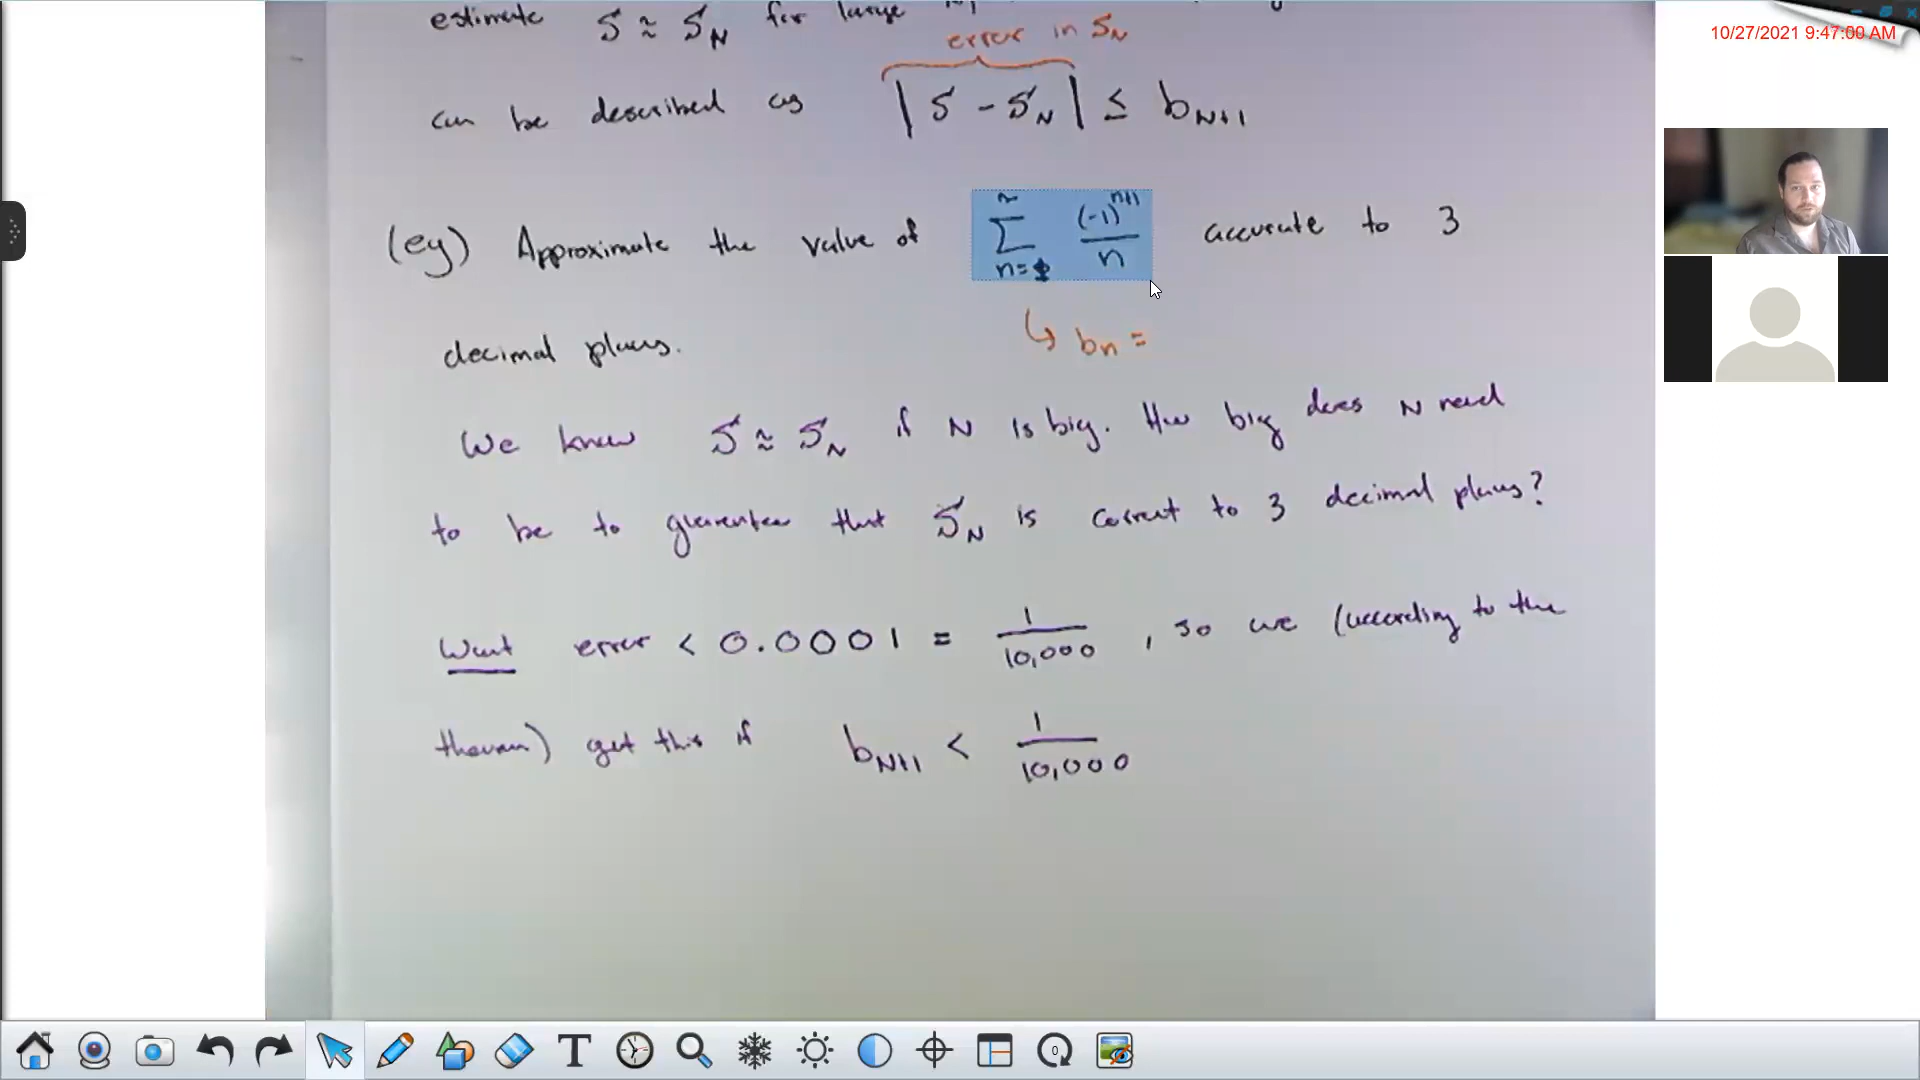 estimate S ≈ S_N for large
error in S_N
can be described as |S - S_N| ≤ b_{N+1}
(eg) Approximate the value of ∑_{n=1}^{∞} (-1)^{n+1}/n accurate to 3
decimal places.
↳ b_n =
We know S ≈ S_N if N is big. How big does N need
to be to guarantee that S_N is correct to 3 decimal places?
Want error < 0.0001 = 1/10,000 , so we (according to the
theorem) get this if b_{N+1} < 1/10,000
10/27/2021 9:47:00 AM
T
0